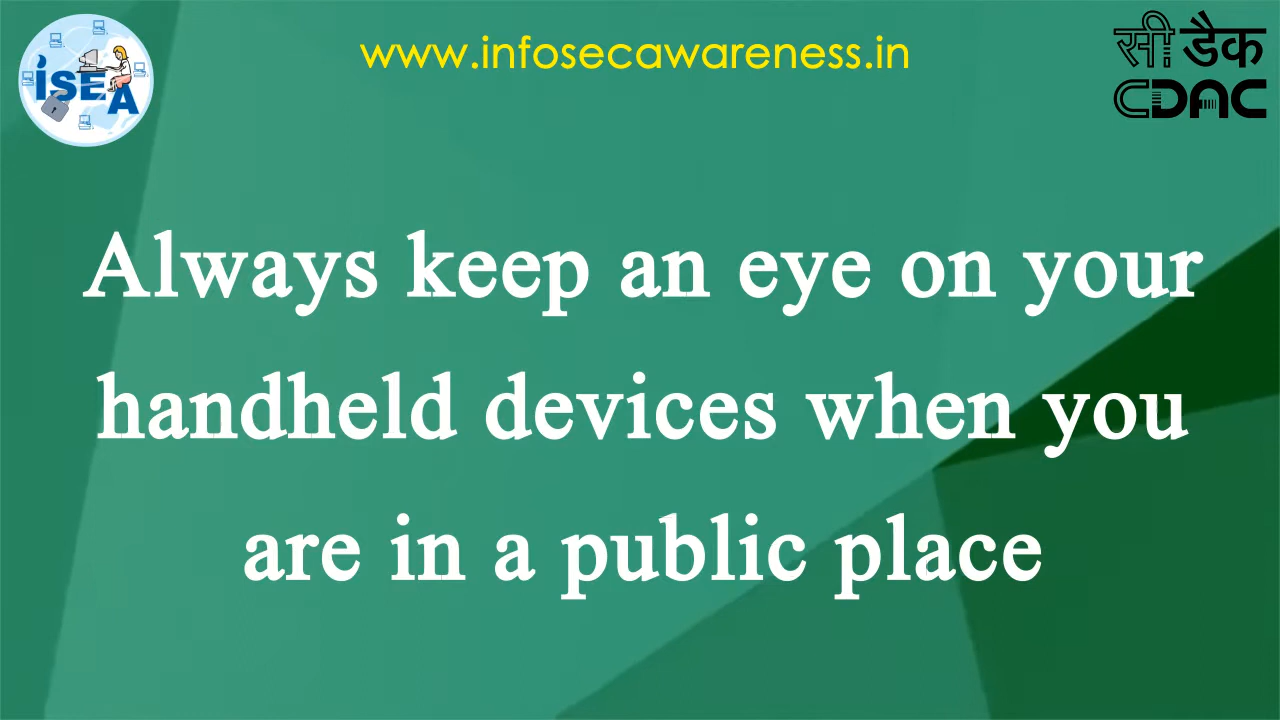 iSEA
www.infosecawareness.in
सी डैक
CDAC
Always keep an eye on your
handheld devices when you
are in a public place